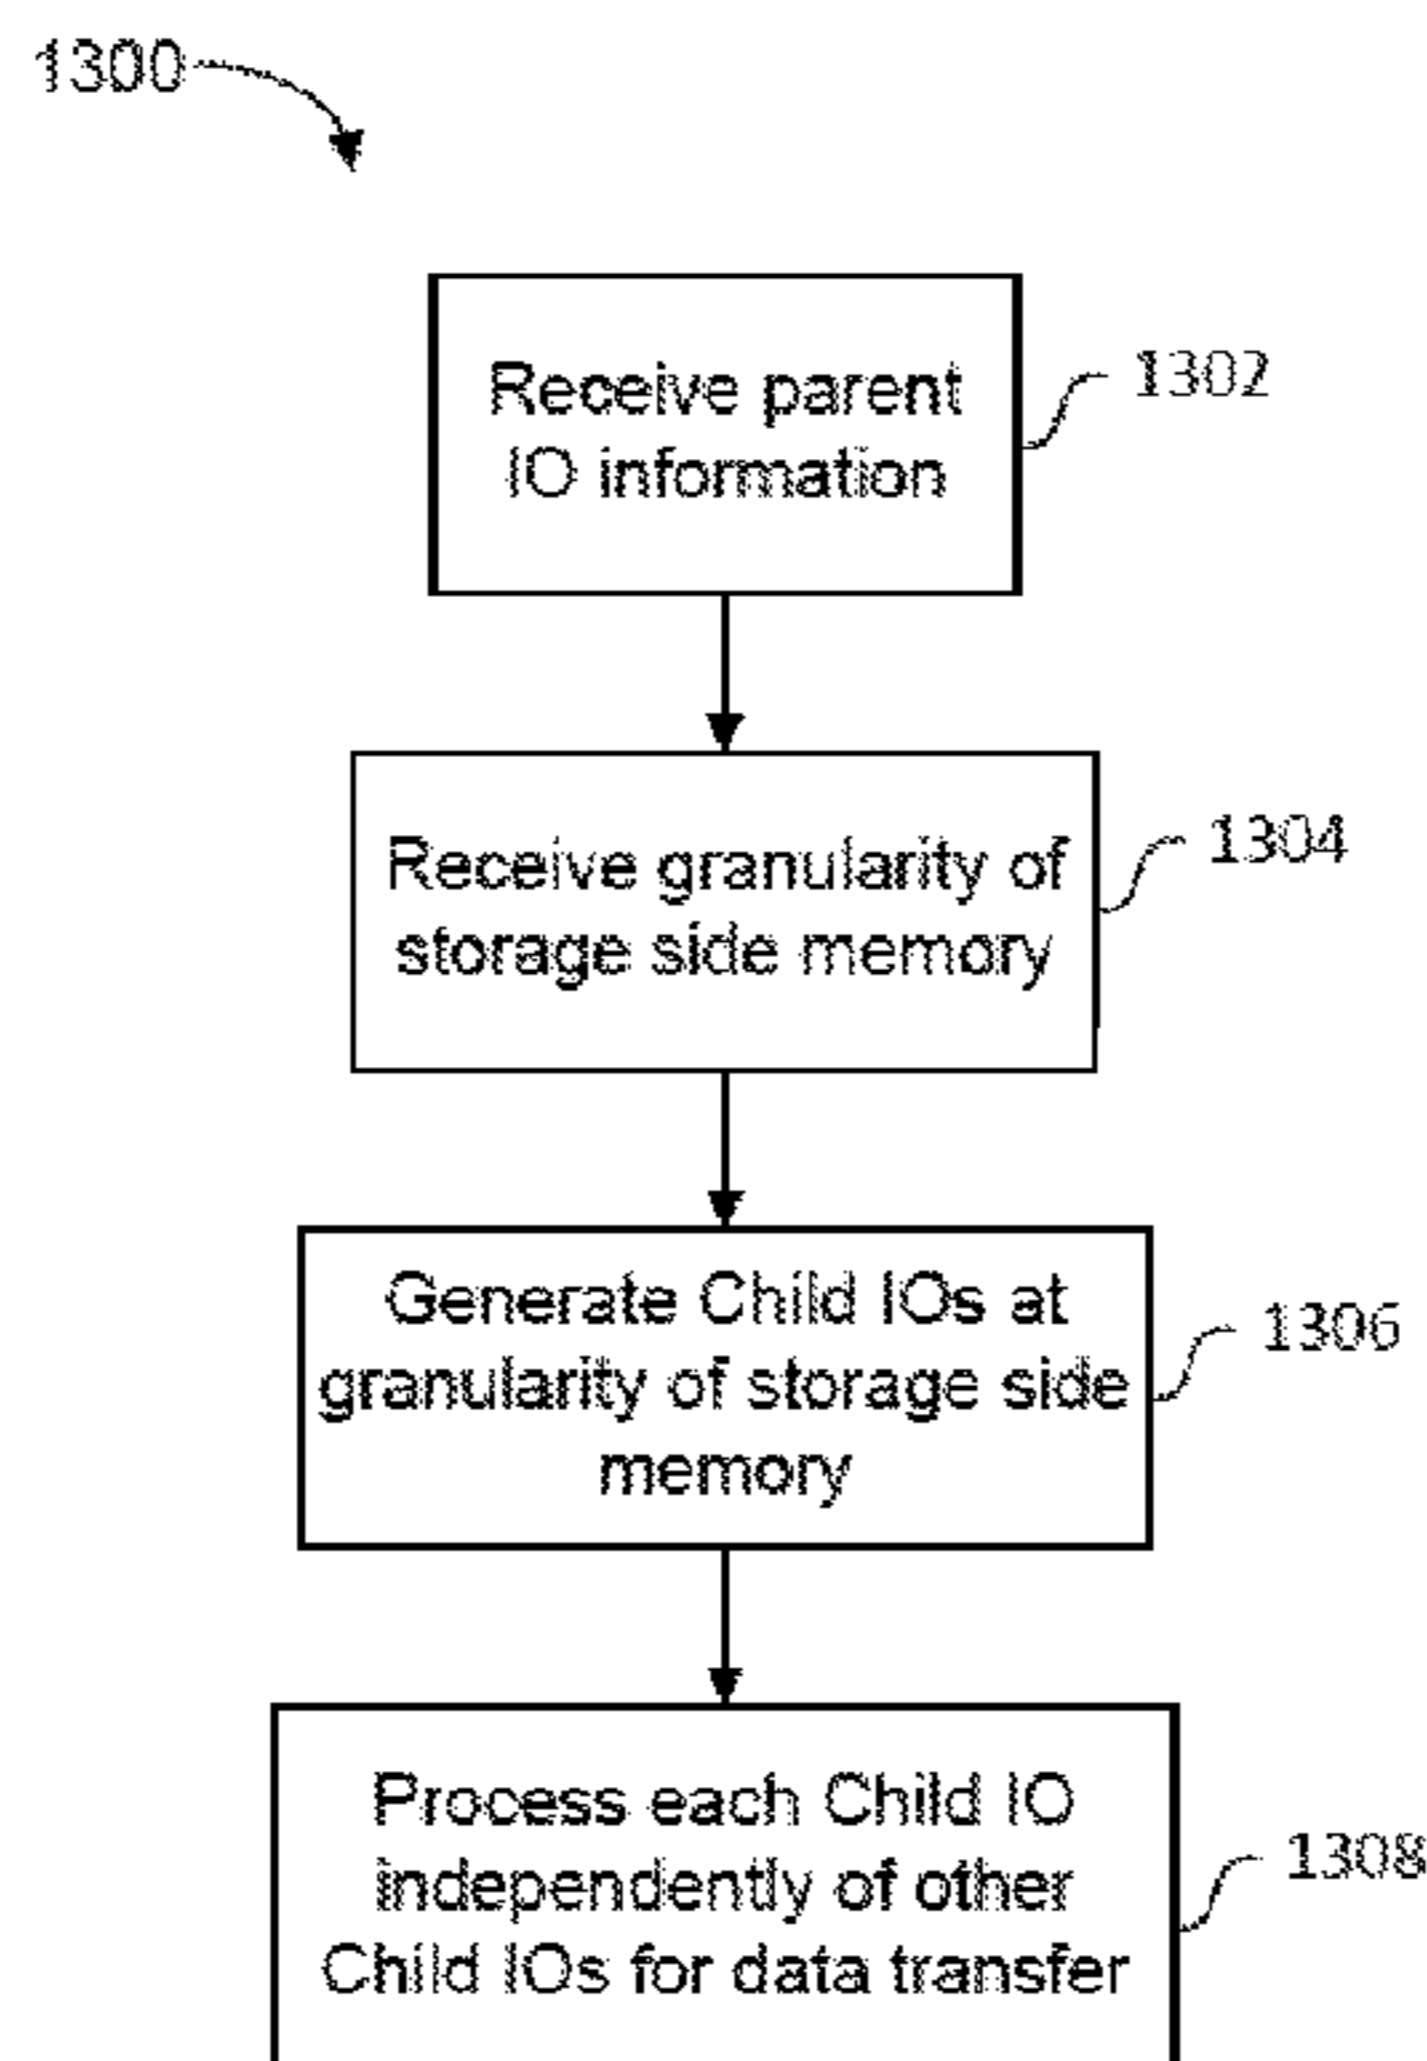 1300
Receive parent
IO information
1302
Receive granularity of
storage side memory
1304
Generate Child IOs at
granularity of storage side
memory
1306
Process each Child IO
independently of other
Child IOs for data transfer
1308